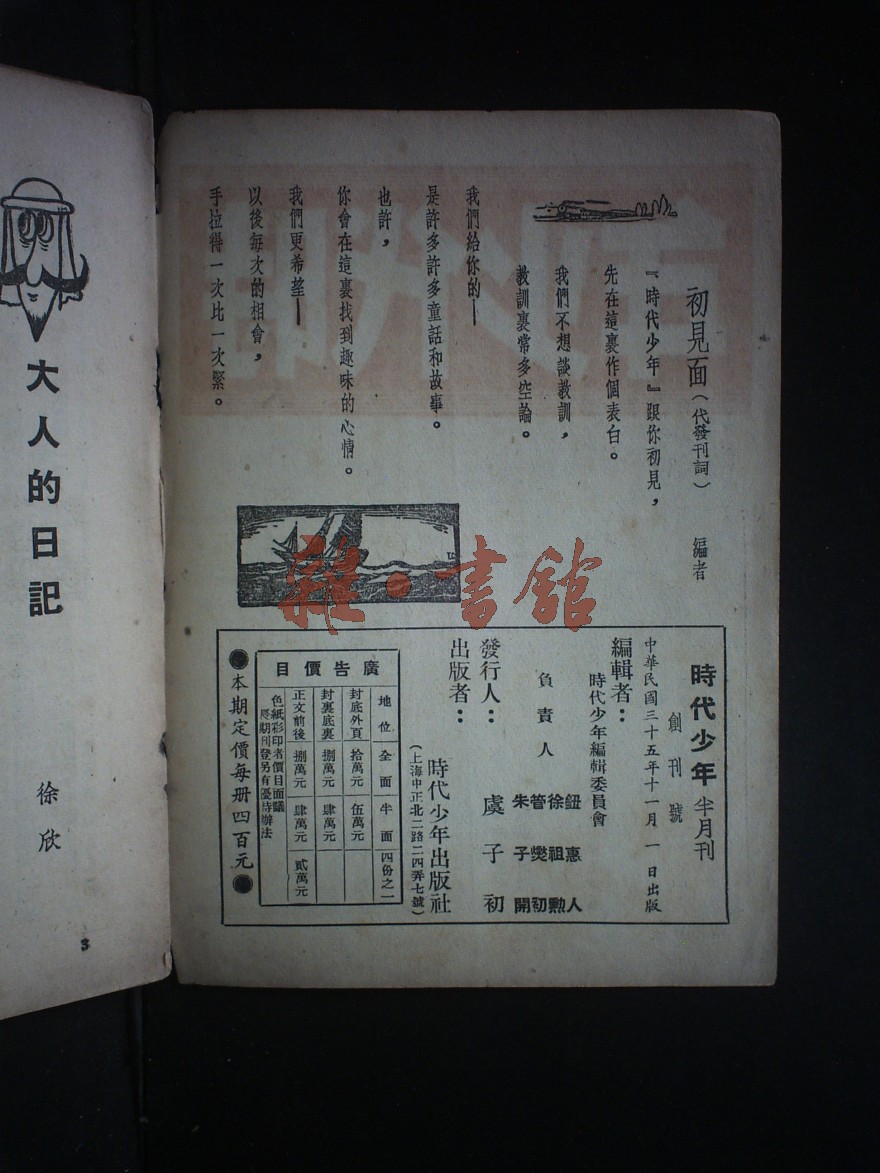 初見面（代發刊詞） 編者
『時代少年』跟你初見，
先在這裏作個表白。
我們不想談教訓，
教訓裏常多空論。
我們給你的——
是許多許多童話和故事。
也許，
你會在這裏找到趣味的心情。
我們更希望——
以後每次的相會，
手拉得一次比一次緊。
雜·書館
時代少年 半月刊
創刊號
中華民國三十五年十一月一日出版
編輯者：
時代少年編輯委員會
負責人
鈕惠人
徐祖勳
管燮初
朱子開
發行人： 虞子初
出版者： 時代少年出版社
（上海中正北二路二四弄七號）
廣告價目
地位 全面 半面 四份之一
封底外頁 拾萬元 伍萬元
封裏底裏 捌萬元 肆萬元
正文前後 捌萬元 肆萬元 貳萬元
色紙彩印者價目面議
長期刊登另有優待辦法
本期定價每册四百元
大人的日記
徐欣
3